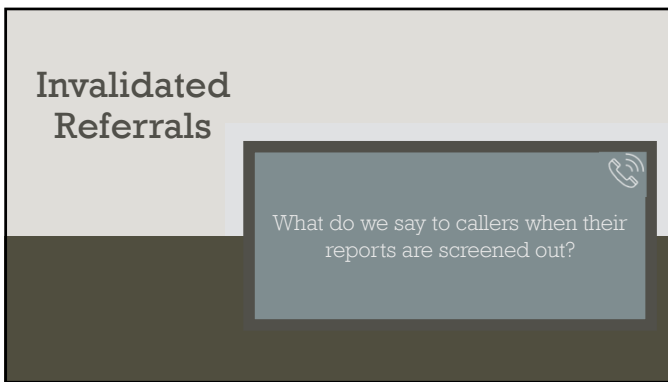 Invalidated
Referrals
What do we say to callers when their
reports are screened out?